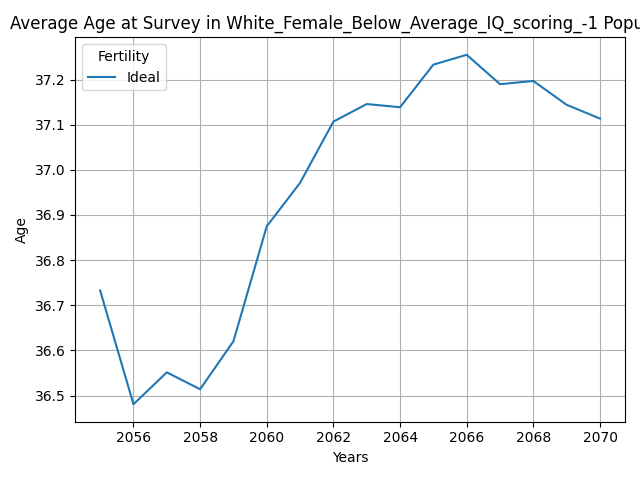 Average Age at Survey in White_Female_Below_Average_IQ_scoring_-1 Popu
Fertility
Ideal
Age
37.2
37.1
37.0
36.9
36.8
36.7
36.6
36.5
2056 2058 2060 2062 2064 2066 2068 2070
Years